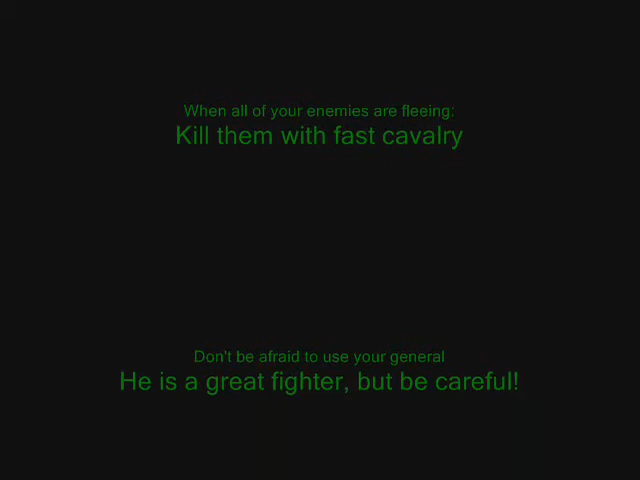 When all of your enemies are fleeing:
Kill them with fast cavalry
Don't be afraid to use your general
He is a great fighter, but be careful!